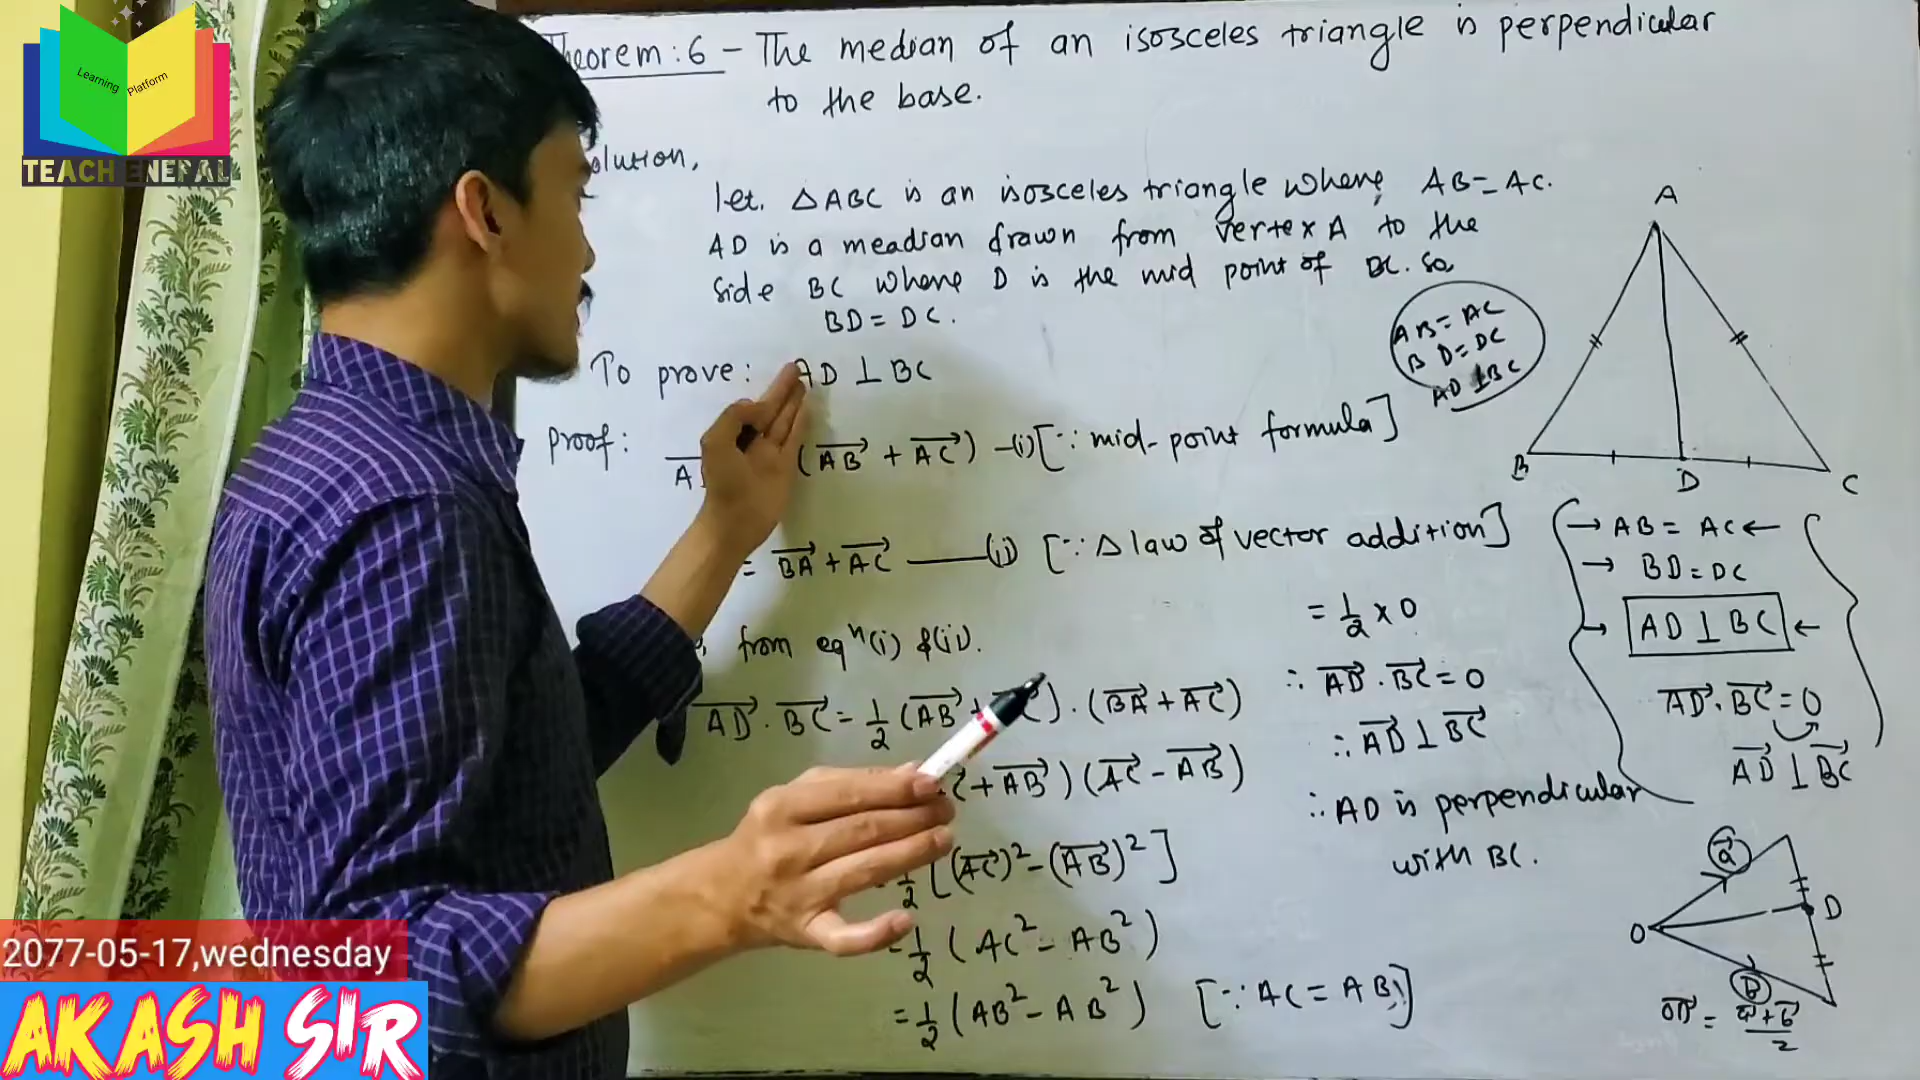 Learning Platform
TEACH ENEPAL
Theorem:6 - The median of an isosceles triangle is perpendicular
to the base.
olution,
let. △ABC is an isosceles triangle where, AB = AC.
AD is a meadian drawn from vertex A to the
side BC where D is the mid point of BC. So
BD = DC.
To prove: AD ⊥ BC
Proof:
(AB→ + AC→) -(i) [∵ mid-point formula]
= BA→ + AC→ ——(i) [∵ △ law of vector addition]
from eqⁿ(i) &(ii).
AD→ . BC→ = 1/2 (AB→ + C→) . (BA→ + AC→)
+ AB→) (AC→ - AB→)
= 1/2 [(AC→)² - (AB→)²]
= 1/2 (AC² - AB²)
= 1/2 (AB² - AB²) [∵ AC = AB]
= 1/2 × 0
∴ AD→ . BC→ = 0
∴ AD→ ⊥ BC→
∴ AD is perpendicular
with BC.
AB = AC
BD = DC
AD ⊥ BC
A
B
D
C
→ AB = AC ←
→ BD = DC
→ AD ⊥ BC ←
AD→ . BC→ = 0
AD→ ⊥ BC→
a→
O
D
b→
OD→ = a→ + b→ / 2
2077-05-17,wednesday
AKASH SIR